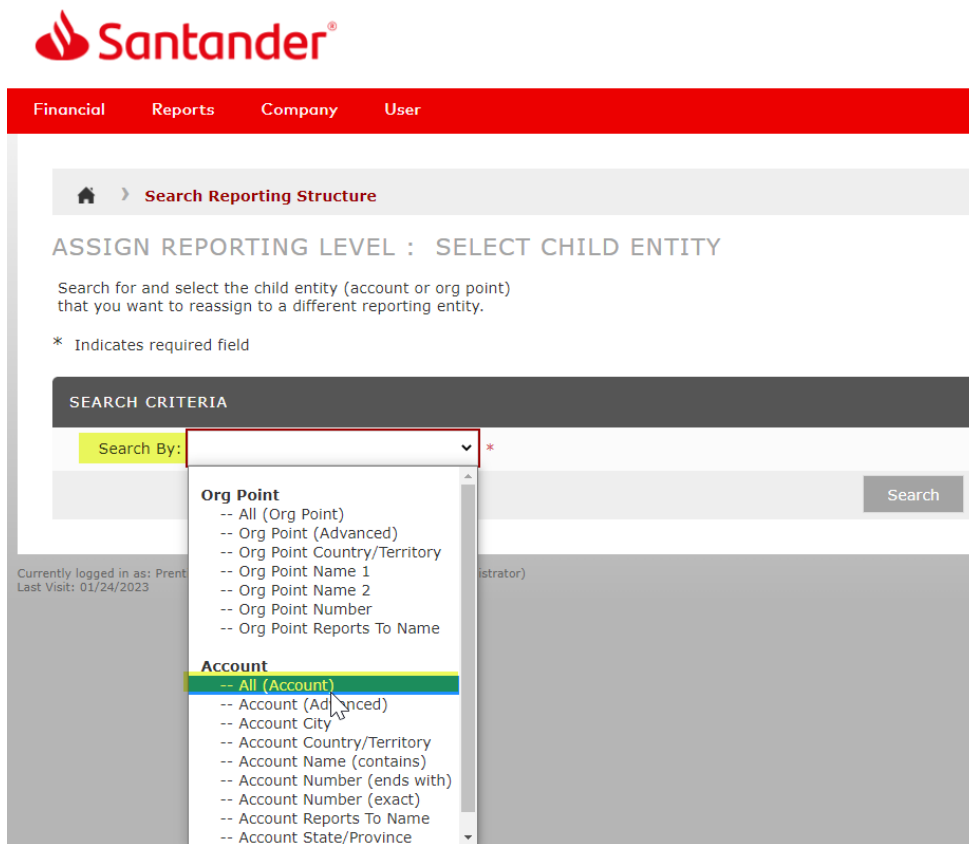 Santander®
Financial Reports Company User
Search Reporting Structure
ASSIGN REPORTING LEVEL : SELECT CHILD ENTITY
Search for and select the child entity (account or org point)
that you want to reassign to a different reporting entity.
* Indicates required field
SEARCH CRITERIA
Search By: *
Search
Org Point
-- All (Org Point)
-- Org Point (Advanced)
-- Org Point Country/Territory
-- Org Point Name 1
-- Org Point Name 2
-- Org Point Number
-- Org Point Reports To Name
Account
-- All (Account)
-- Account (Advanced)
-- Account City
-- Account Country/Territory
-- Account Name (contains)
-- Account Number (ends with)
-- Account Number (exact)
-- Account Reports To Name
-- Account State/Province
Currently logged in as:
Last Visit: 01/24/2023